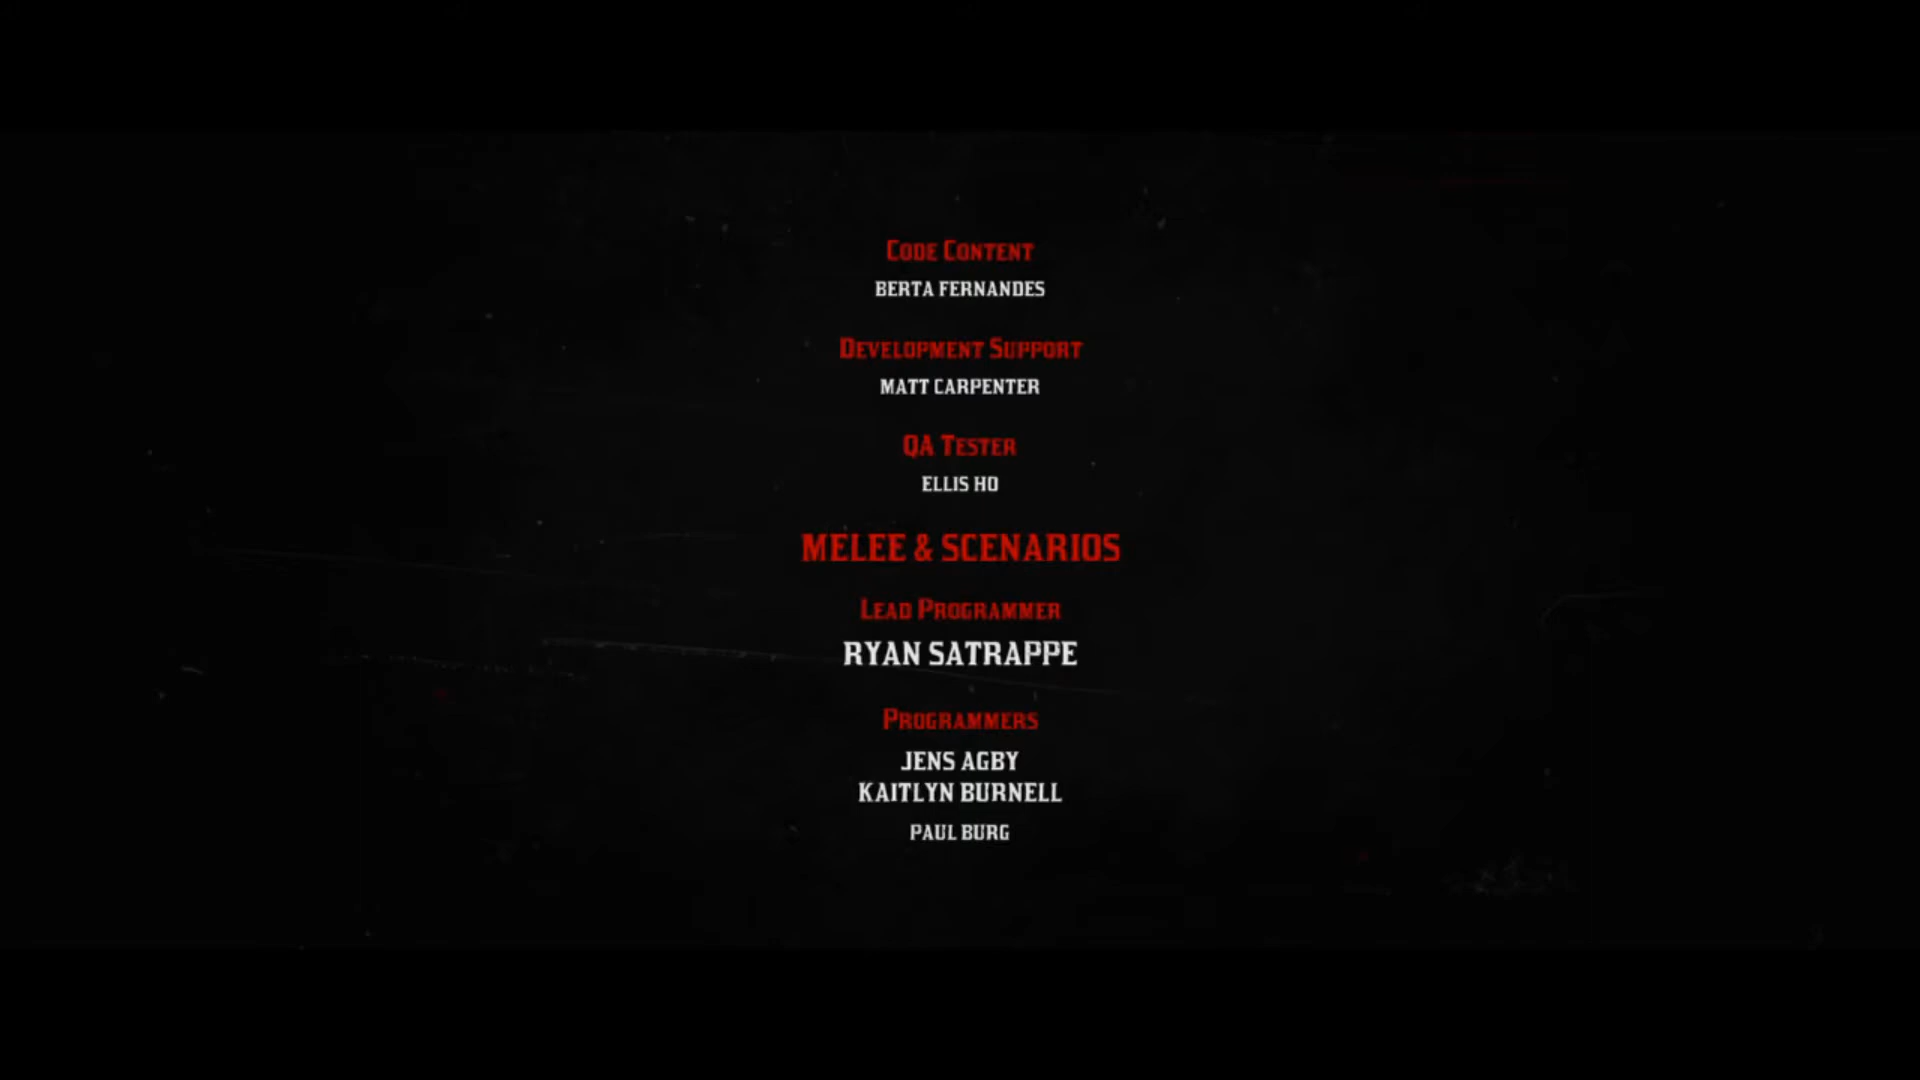 Code Content
BERTA FERNANDES
Development Support
MATT CARPENTER
QA Tester
ELLIS HO
MELEE & SCENARIOS
Lead Programmer
RYAN SATRAPPE
Programmers
JENS AGBY
KAITLYN BURNELL
PAUL BURG